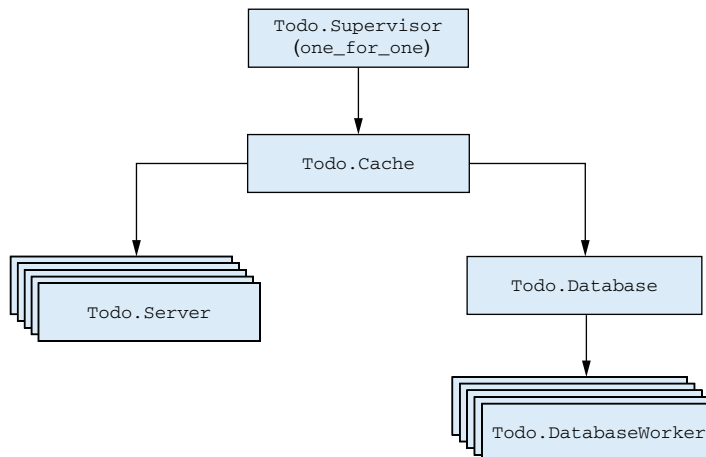 Todo.Supervisor
(one_for_one)
Todo.Cache
Todo.Server
Todo.Database
Todo.DatabaseWorker